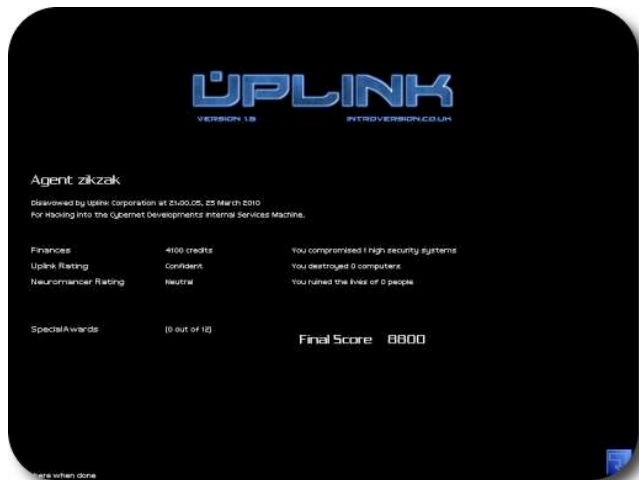 UPLINK
VERSION 1.5 INTROVERSION.CO.UK
Agent zikzak
Disavowed by Uplink Corporation at 21.00.05, 25 March 2010
For Hacking into the Cybernet Developments Internal Services Machine.
Finances 4100 credits You compromised 1 high security systems
Uplink Rating Confident You destroyed 0 computers
Neuromancer Rating Neutral You ruined the lives of 0 people
SpecialAwards (0 out of 12)
Final Score 8800
here when done